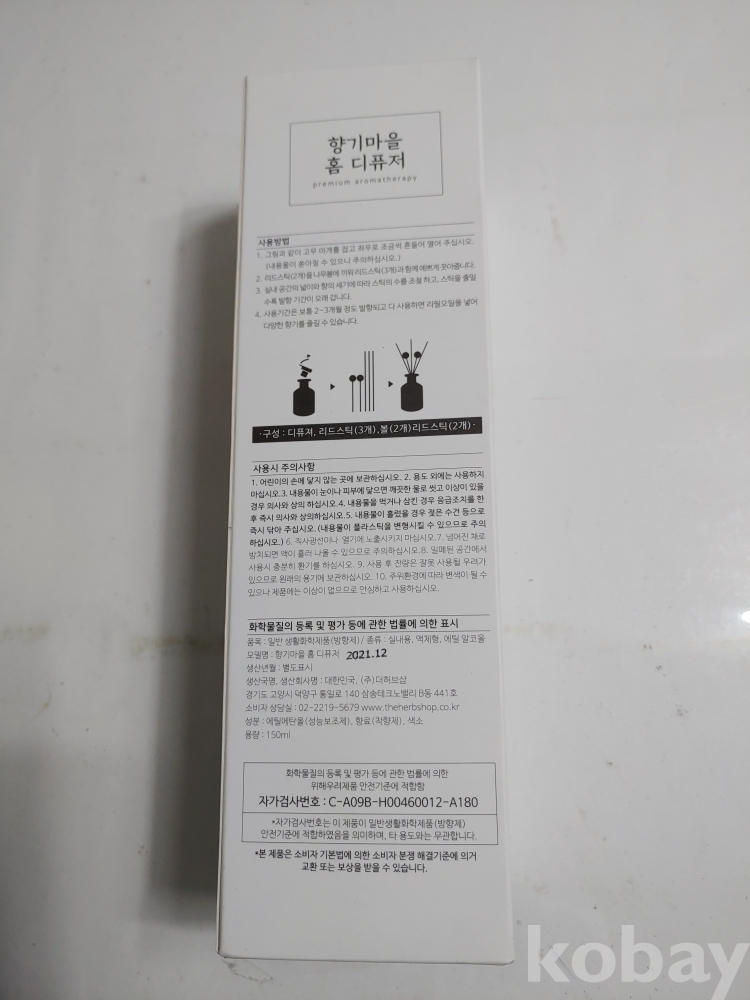 향기마을
홈 디퓨저
premium aromatherapy
사용방법
1. 그림과 같이 고무 마개를 잡고 좌우로 조금씩 흔들어 열어 주십시오.
(내용물이 쏟아질 수 있으니 주의하십시오.)
2. 리드스틱(2개)을 나무볼에 끼워 리드스틱(3개)과 함께 예쁘게 꽂아줍니다.
3. 실내 공간의 넓이와 향의 세기에 따라 스틱의 수를 조절 하고, 스틱을 줄일
수록 발향 기간이 오래 갑니다.
4. 사용기간은 보통 2~3개월 정도 발향되고 다 사용하면 리필오일을 넣어
다양한 향기를 즐길 수 있습니다.
·구성 : 디퓨져, 리드스틱(3개),볼(2개)리드스틱(2개)·
사용시 주의사항
1. 어린이의 손에 닿지 않는 곳에 보관하십시오. 2. 용도 외에는 사용하지
마십시오.3. 내용물이 눈이나 피부에 닿으면 깨끗한 물로 씻고 이상이 있을
경우 의사와 상의 하십시오.4. 내용물을 먹거나 삼킨 경우 응급조치를 한
후 즉시 의사와 상의하십시오.5. 내용물이 흘렀을 경우 젖은 수건 등으로
즉시 닦아 주십시오. (내용물이 플라스틱을 변형시킬 수 있으므로 주의
하십시오.) 6. 직사광선이나 열기에 노출시키지 마십시오.7. 넘어진 채로
방치되면 액이 흘러 나올 수 있으므로 주의하십시오.8. 밀폐된 공간에서
사용시 충분히 환기를 하십시오. 9. 사용 후 잔량은 잘못 사용될 우려가
있으므로 원래의 용기에 보관하십시오. 10. 주위환경에 따라 변색이 될 수
있으나 제품에는 이상이 없으므로 안심하고 사용하십시오.
화학물질의 등록 및 평가 등에 관한 법률에 의한 표시
품목 : 일반 생활화학제품(방향제) / 종류 : 실내용, 액제형, 에틸 알코올
모델명 : 향기마을 홈 디퓨저 2021.12
생산년월 : 별도표시
생산국명, 생산회사명 : 대한민국, (주)더허브샵
경기도 고양시 덕양구 통일로 140 삼송테크노밸리 B동 441호
소비자 상담실 : 02-2219-5679 www.theherbshop.co.kr
성분 : 에틸에탄올(성능보조제), 향료(착향제), 색소
용량 : 150ml
화학물질의 등록 및 평가 등에 관한 법률에 의한
위해우려제품 안전기준에 적합함
자가검사번호 : C-A09B-H00460012-A180
*자가검사번호는 이 제품이 일반생활화학제품(방향제)
안전기준에 적합하였음을 의미하며, 타 용도와는 무관합니다.
*본 제품은 소비자 기본법에 의한 소비자 분쟁 해결기준에 의거
교환 또는 보상을 받을 수 있습니다.
kobay